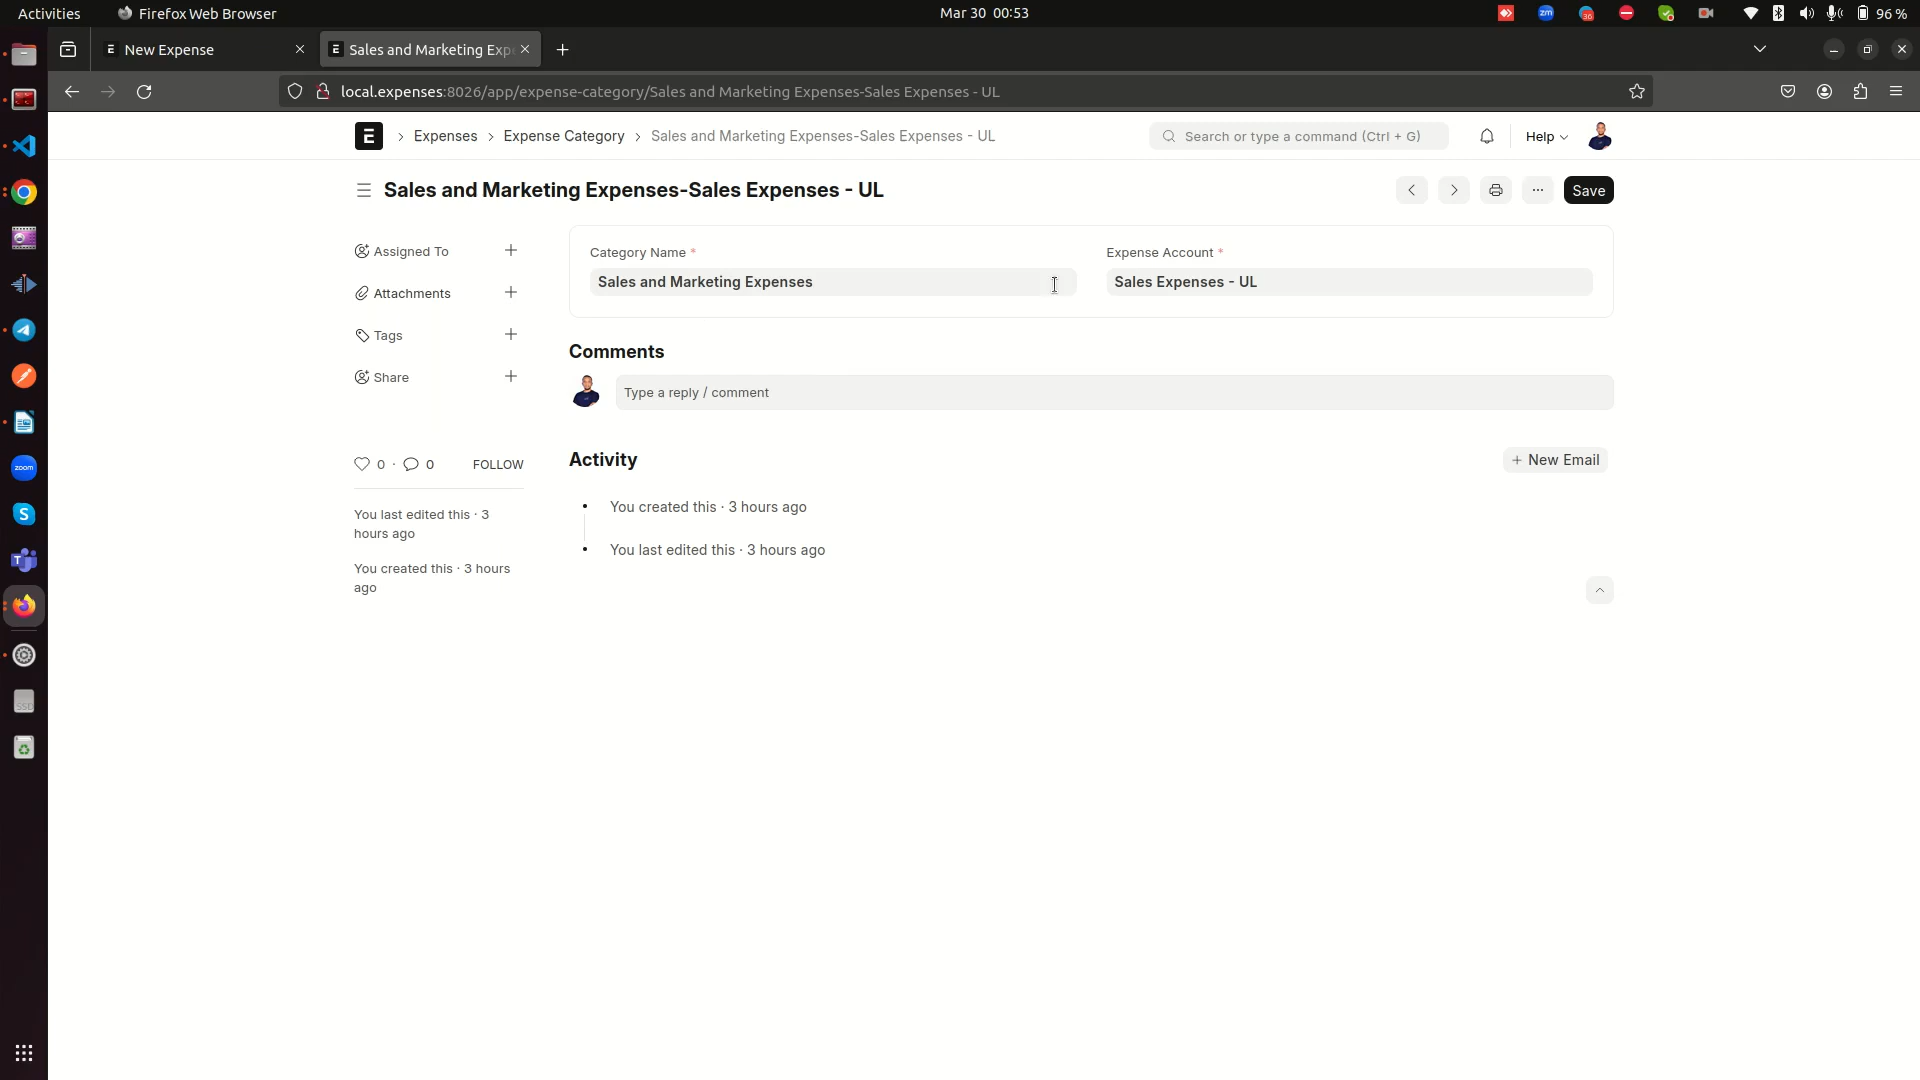 Activities
Firefox Web Browser
Mar 30 00:53
zm
36
96 %
New Expense
Sales and Marketing Exp
local.expenses:8026/app/expense-category/Sales and Marketing Expenses-Sales Expenses - UL
E
Expenses
Expense Category
Sales and Marketing Expenses-Sales Expenses - UL
Search or type a command (Ctrl + G)
Help
Sales and Marketing Expenses-Sales Expenses - UL
Save
Assigned To
Attachments
Tags
Share
0 · 0
FOLLOW
You last edited this · 3
hours ago
You created this · 3 hours
ago
Category Name *
Sales and Marketing Expenses
Expense Account *
Sales Expenses - UL
Comments
Type a reply / comment
Activity
+ New Email
You created this · 3 hours ago
You last edited this · 3 hours ago
zoom
SSD